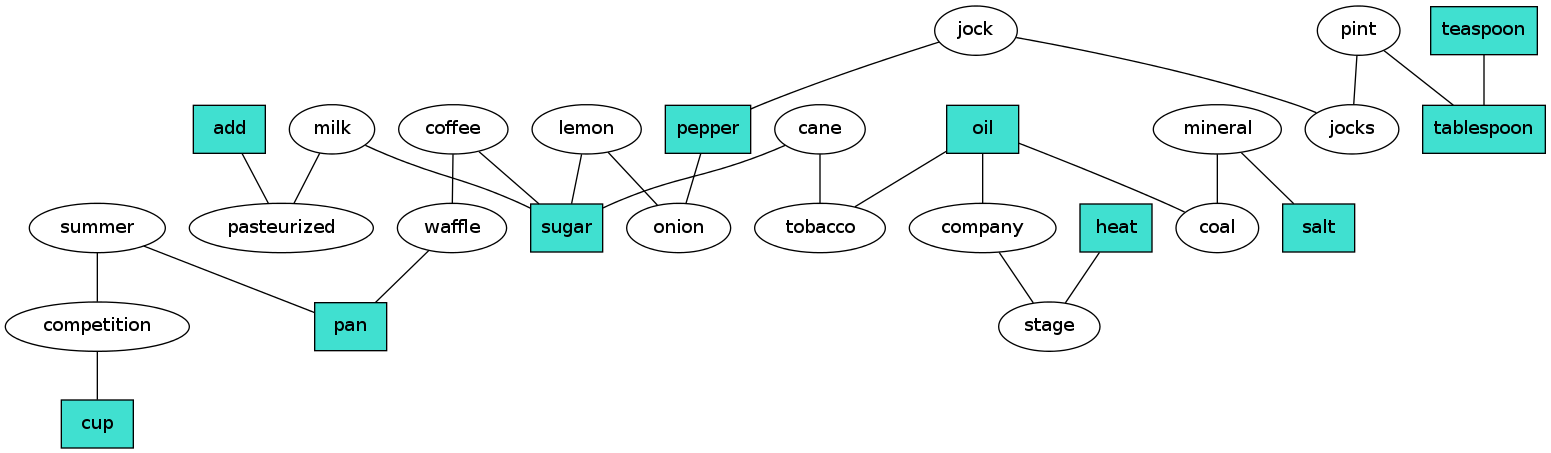 jock
pint
teaspoon
add
milk
coffee
lemon
pepper
cane
oil
mineral
jocks
tablespoon
summer
pasteurized
waffle
sugar
onion
tobacco
company
heat
coal
salt
competition
pan
stage
cup